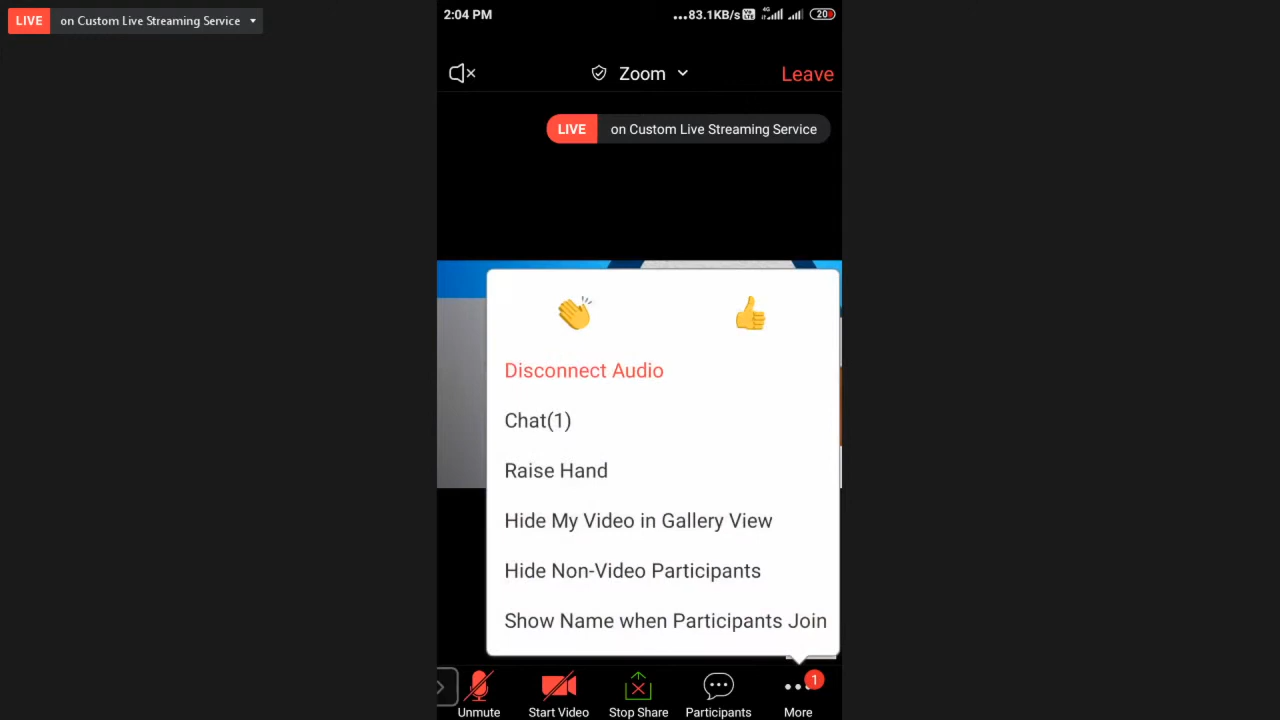 LIVE on Custom Live Streaming Service
2:04 PM ...83.1KB/s 4G 20
Zoom Leave
LIVE on Custom Live Streaming Service
Disconnect Audio
Chat(1)
Raise Hand
Hide My Video in Gallery View
Hide Non-Video Participants
Show Name when Participants Join
1
Unmute Start Video Stop Share Participants More